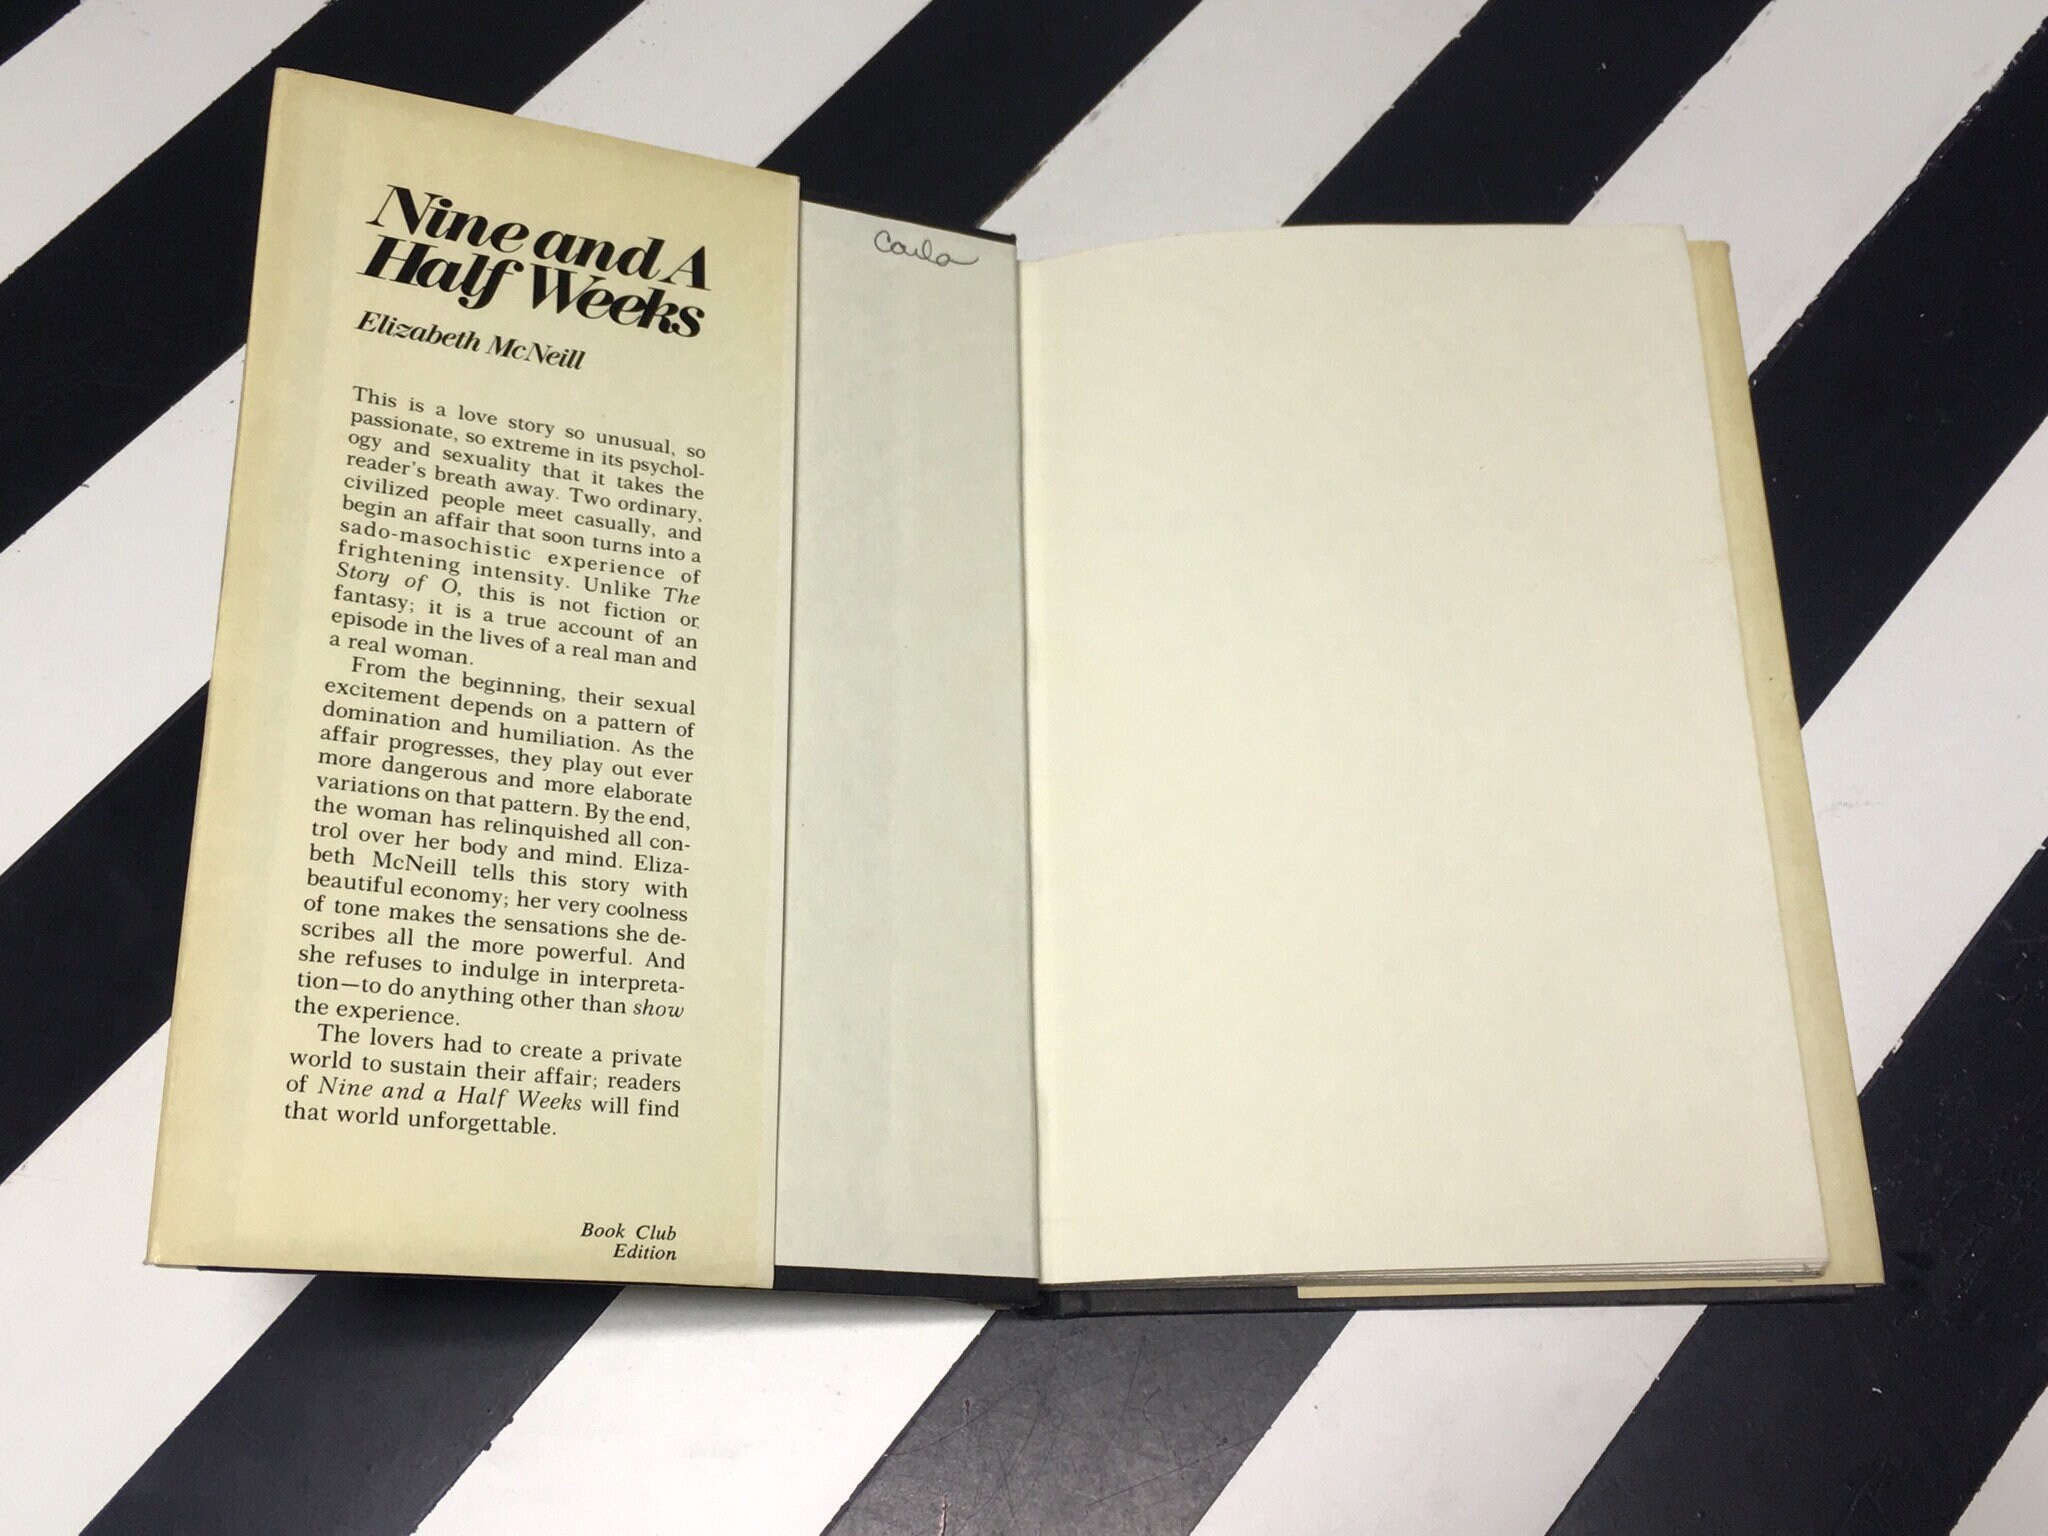 Nine and A
Half Weeks
Elizabeth McNeill
This is a love story so unusual, so
passionate, so extreme in its psychol-
ogy and sexuality that it takes the
reader's breath away. Two ordinary,
civilized people meet casually, and
begin an affair that soon turns into a
sado-masochistic experience of
frightening intensity. Unlike The
Story of O, this is not fiction or
fantasy; it is a true account of an
episode in the lives of a real man and
a real woman.
From the beginning, their sexual
excitement depends on a pattern of
domination and humiliation. As the
affair progresses, they play out ever
more dangerous and more elaborate
variations on that pattern. By the end,
the woman has relinquished all con-
trol over her body and mind. Eliza-
beth McNeill tells this story with
beautiful economy; her very coolness
of tone makes the sensations she de-
scribes all the more powerful. And
she refuses to indulge in interpreta-
tion—to do anything other than show
the experience.
The lovers had to create a private
world to sustain their affair; readers
of Nine and a Half Weeks will find
that world unforgettable.
Book Club
Edition
Carla